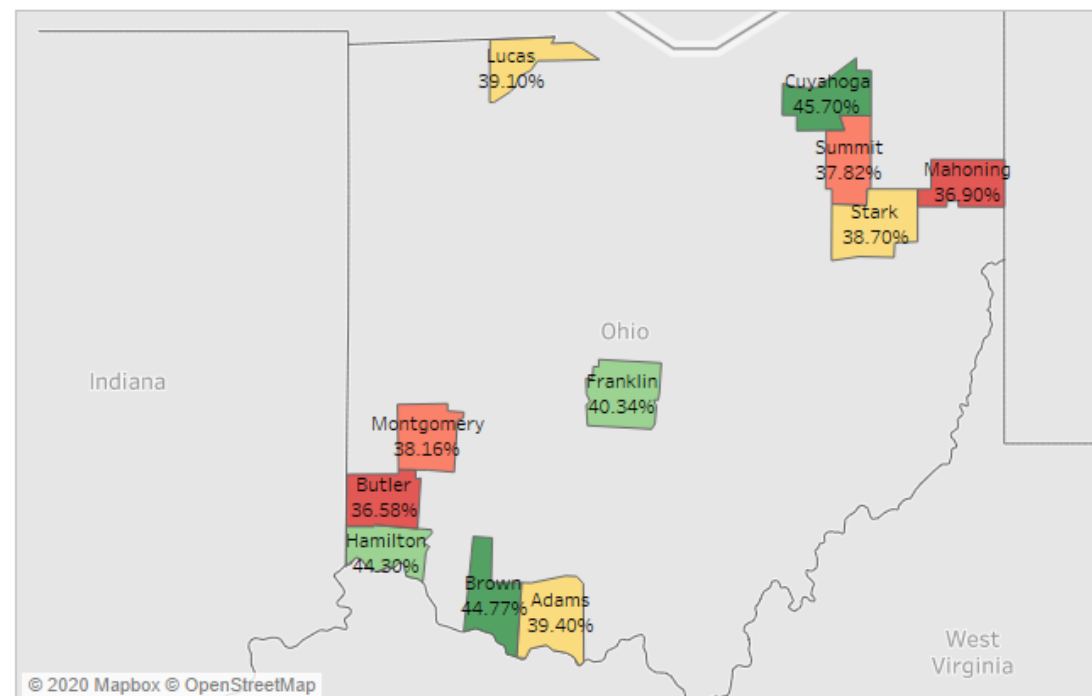 Lucas
39.10%
Cuyahoga
45.70%
Summit
37.82%
Mahoning
36.90%
Stark
38.70%
Ohio
Indiana
Franklin
40.34%
Montgomery
38.16%
Butler
36.58%
Hamilton
44.30%
Brown
44.77%
Adams
39.40%
West
Virginia
© 2020 Mapbox © OpenStreetMap